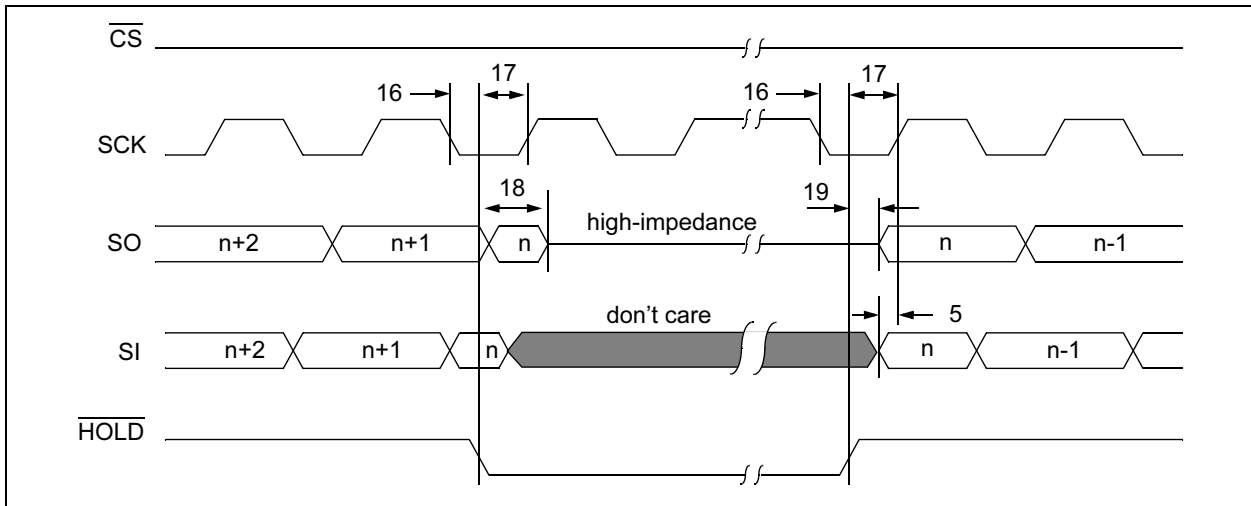 CS
17 17
16 16
SCK
18 19
high-impedance
SO n+2 n+1 n n n-1
don't care 5
SI n+2 n+1 n n n-1
HOLD